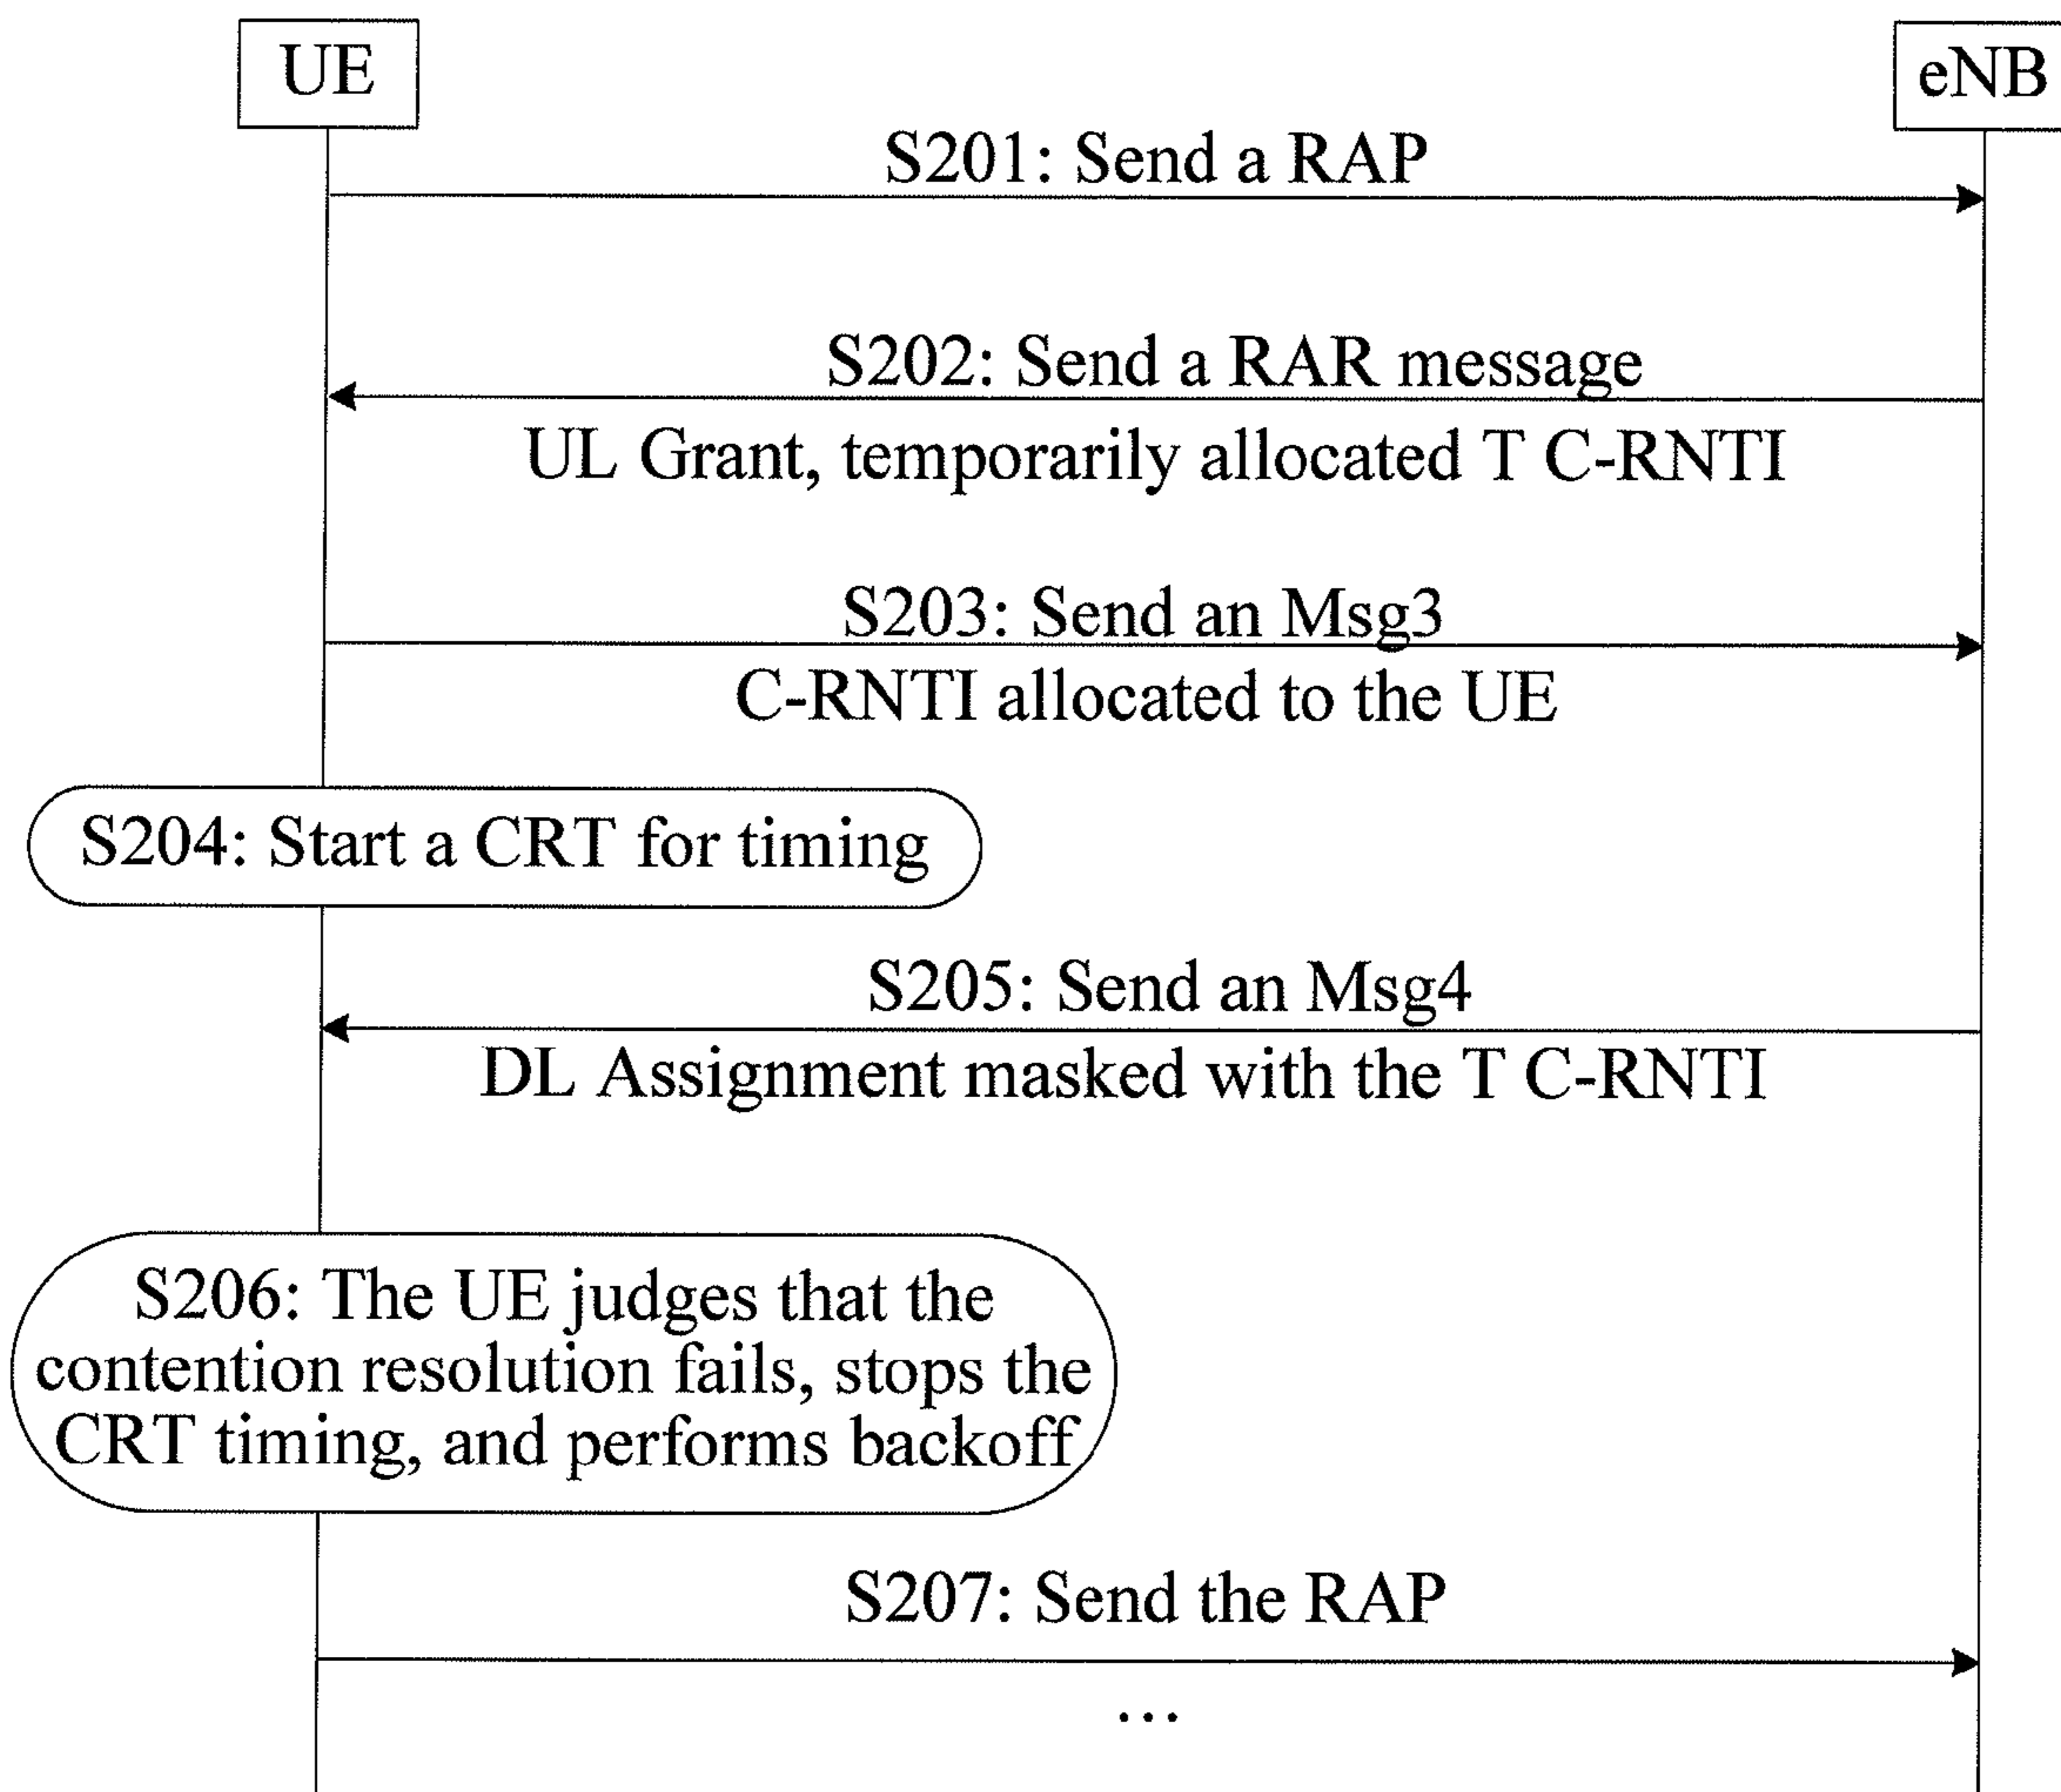 UE
eNB
S201: Send a RAP
S202: Send a RAR message
UL Grant, temporarily allocated T C-RNTI
S203: Send an Msg3
C-RNTI allocated to the UE
S204: Start a CRT for timing
S205: Send an Msg4
DL Assignment masked with the T C-RNTI
S206: The UE judges that the
contention resolution fails, stops the
CRT timing, and performs backoff
S207: Send the RAP
...